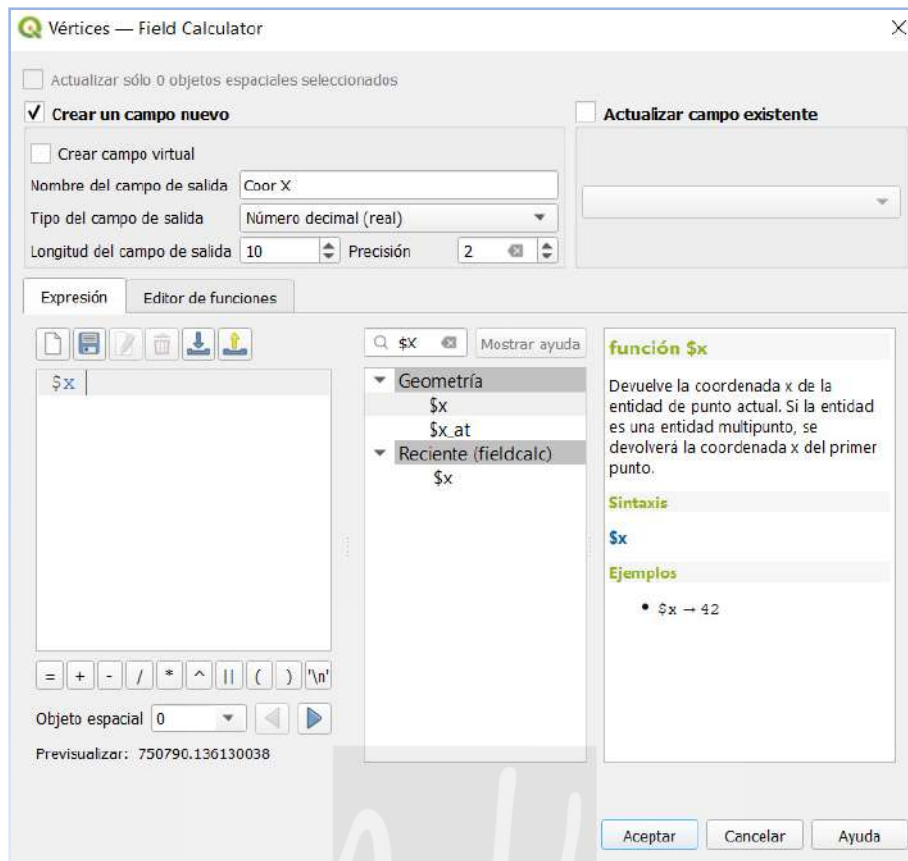 Vértices — Field Calculator
Actualizar sólo 0 objetos espaciales seleccionados
Crear un campo nuevo
Actualizar campo existente
Crear campo virtual
Nombre del campo de salida Coor X
Tipo del campo de salida Número decimal (real)
Longitud del campo de salida 10 Precisión 2
Expresión Editor de funciones
$x
$X Mostrar ayuda
Geometría
$x
$x_at
Reciente (fieldcalc)
$x
función $x
Devuelve la coordenada x de la
entidad de punto actual. Si la entidad
es una entidad multipunto, se
devolverá la coordenada x del primer
punto.
Sintaxis
$x
Ejemplos
• $x → 42
= + - / * ^ || ( ) '\n'
Objeto espacial 0
Previsualizar: 750790.136130038
Aceptar Cancelar Ayuda